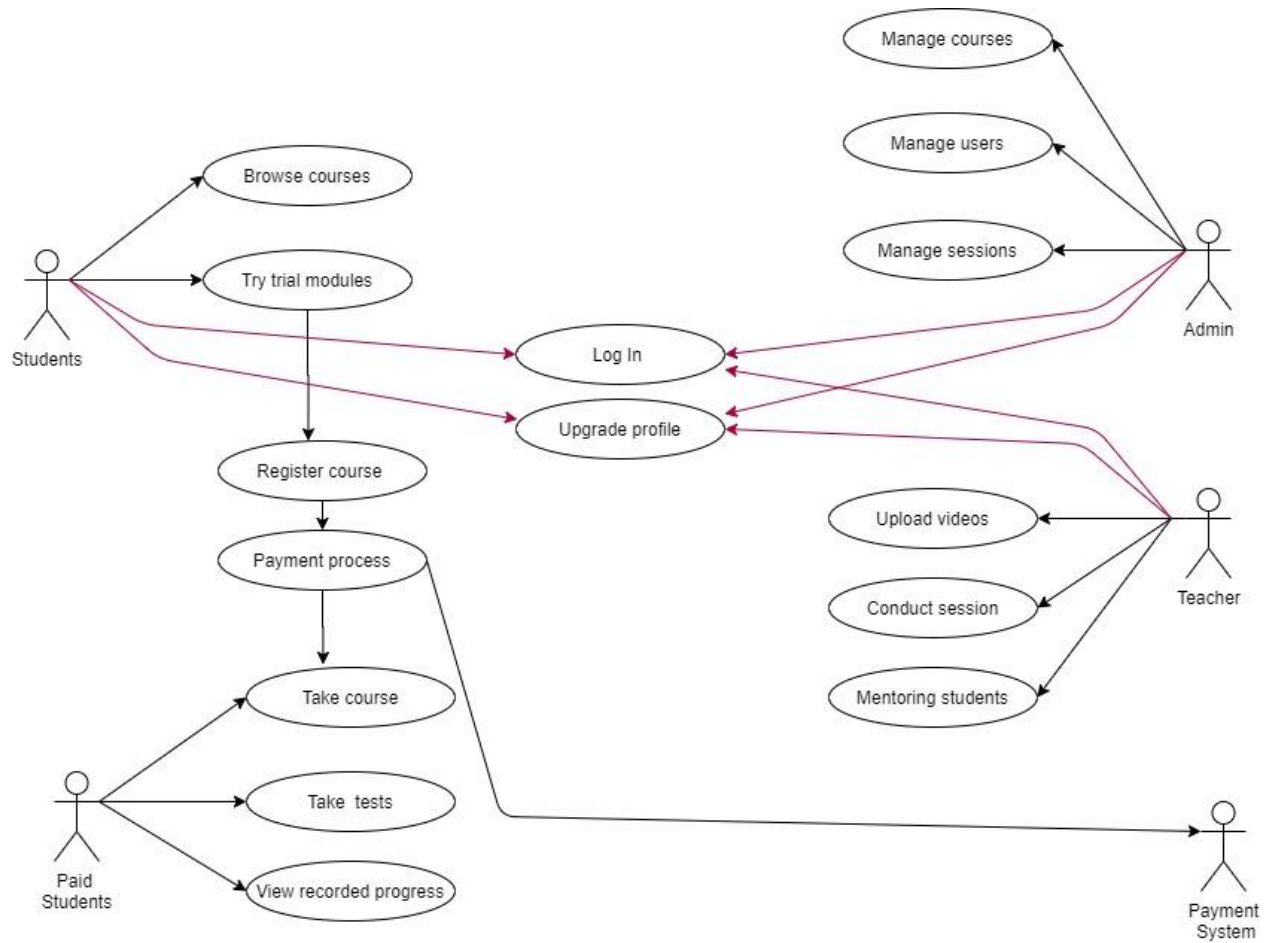 Manage courses
Manage users
Browse courses
Manage sessions
Try trial modules
Students
Admin
Log In
Upgrade profile
Register course
Payment process
Upload videos
Teacher
Conduct session
Take course
Mentoring students
Take tests
Paid
Students
View recorded progress
Payment
System